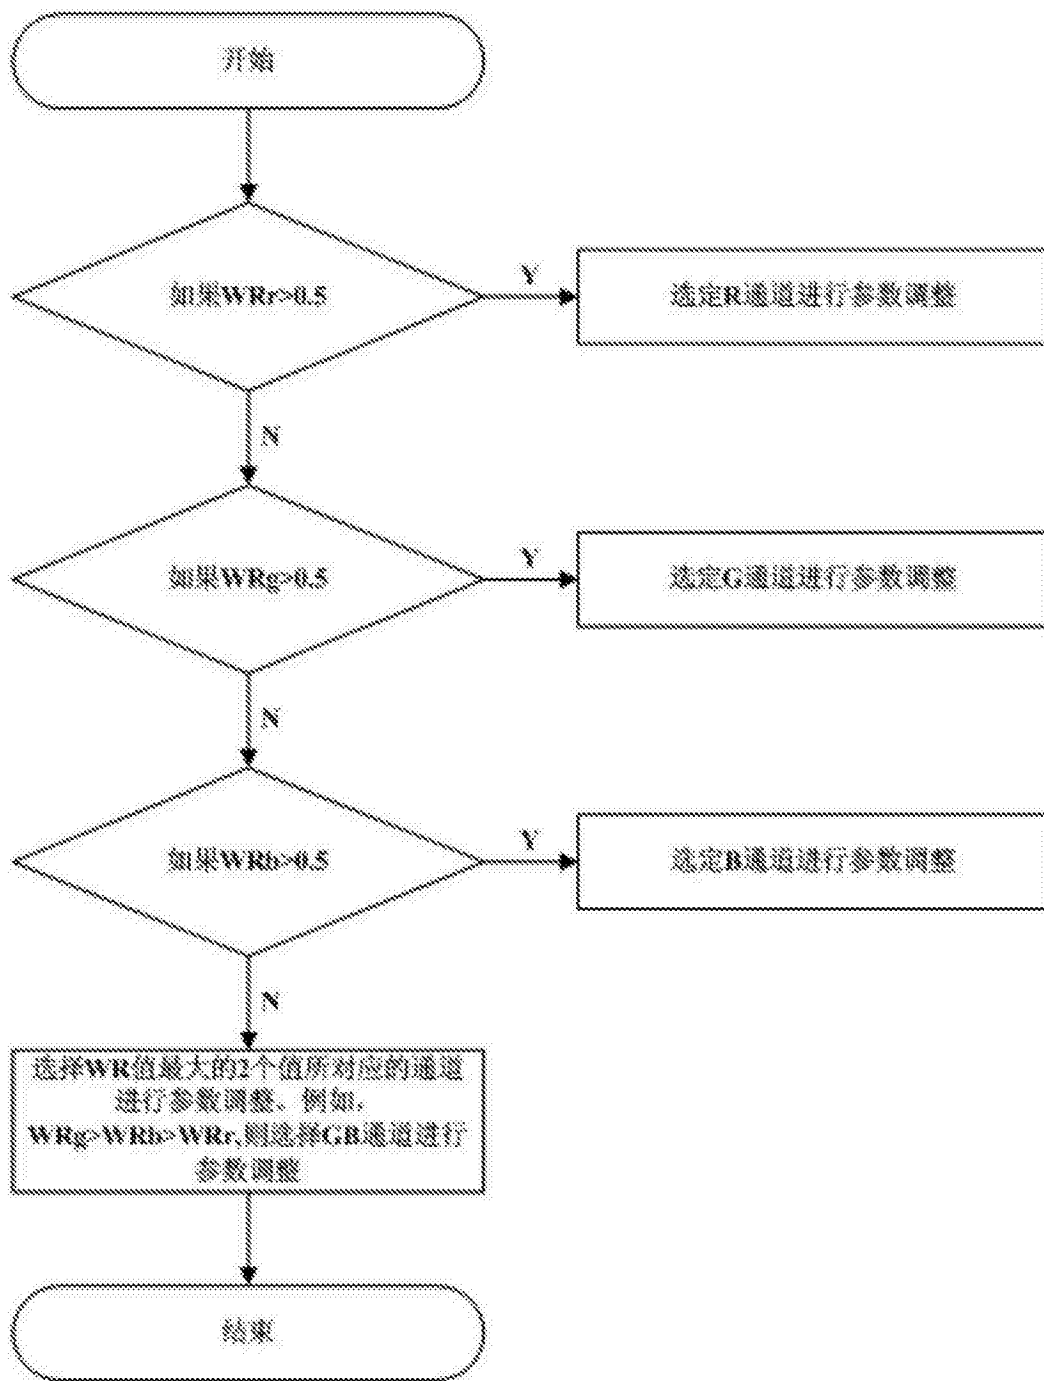 开始
如果WRr>0.5
Y
选定R通道进行参数调整
N
如果WRg>0.5
Y
选定G通道进行参数调整
N
如果WRb>0.5
Y
选定B通道进行参数调整
N
选择WR值最大的2个值所对应的通道
进行参数调整。例如，
WRg>WRb>WRr,则选择GB通道进行
参数调整
结束